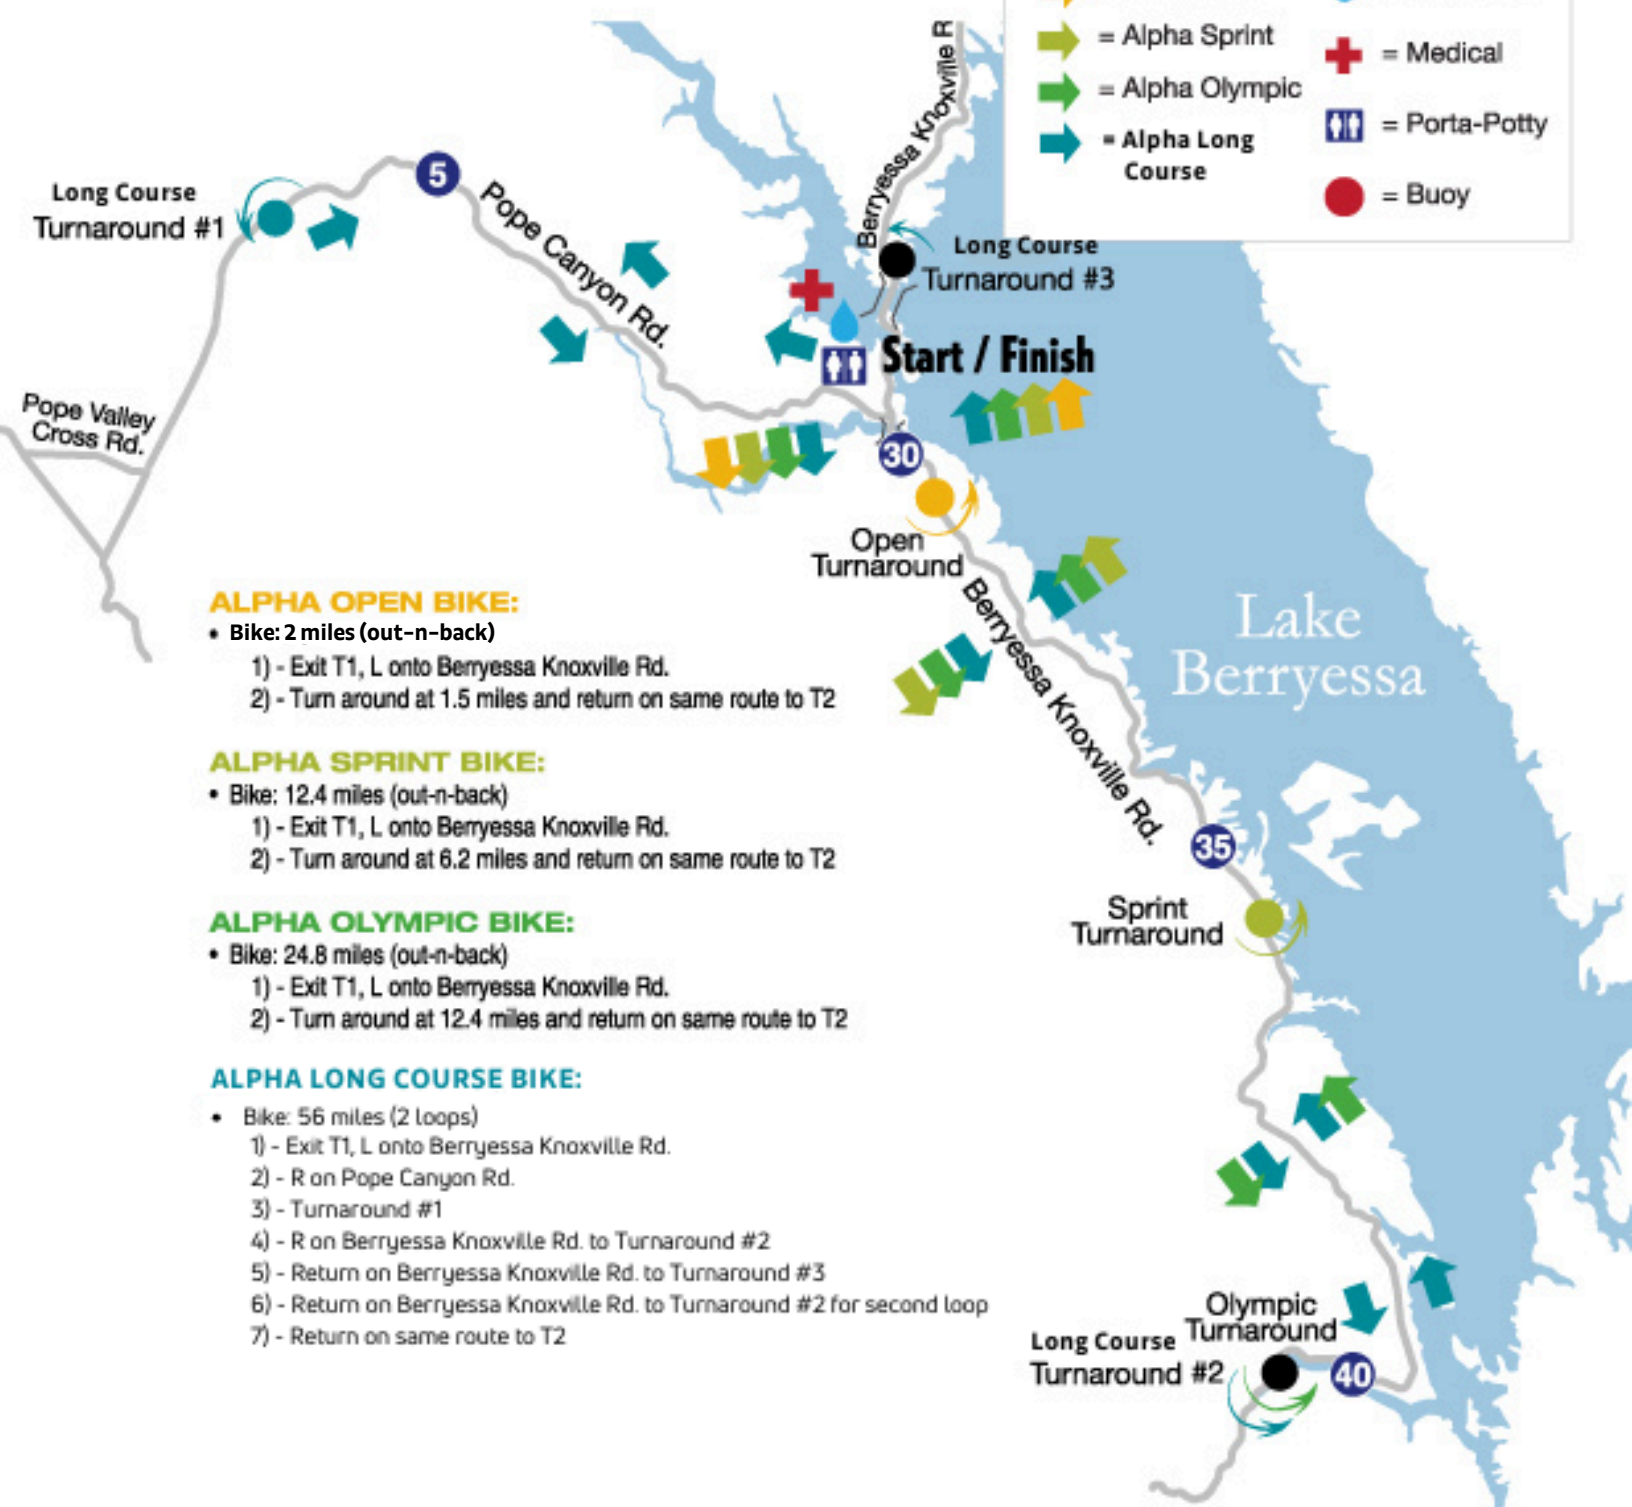 = Alpha Sprint
= Medical
= Alpha Olympic
= Porta-Potty
= Alpha Long
Course
= Buoy
Berryessa Knoxville R
5
Long Course
Turnaround #1
Pope Canyon Rd.
Long Course
Turnaround #3
Start / Finish
Pope Valley
Cross Rd.
30
Open
Turnaround
Berryessa Knoxville Rd.
Lake
Berryessa
ALPHA OPEN BIKE:
• Bike: 2 miles (out-n-back)
1) - Exit T1, L onto Berryessa Knoxville Rd.
2) - Turn around at 1.5 miles and return on same route to T2
ALPHA SPRINT BIKE:
• Bike: 12.4 miles (out-n-back)
1) - Exit T1, L onto Berryessa Knoxville Rd.
2) - Turn around at 6.2 miles and return on same route to T2
35
Sprint
Turnaround
ALPHA OLYMPIC BIKE:
• Bike: 24.8 miles (out-n-back)
1) - Exit T1, L onto Berryessa Knoxville Rd.
2) - Turn around at 12.4 miles and return on same route to T2
ALPHA LONG COURSE BIKE:
• Bike: 56 miles (2 loops)
1) - Exit T1, L onto Berryessa Knoxville Rd.
2) - R on Pope Canyon Rd.
3) - Turnaround #1
4) - R on Berryessa Knoxville Rd. to Turnaround #2
5) - Return on Berryessa Knoxville Rd. to Turnaround #3
6) - Return on Berryessa Knoxville Rd. to Turnaround #2 for second loop
7) - Return on same route to T2
Olympic
Turnaround
Long Course
Turnaround #2
40